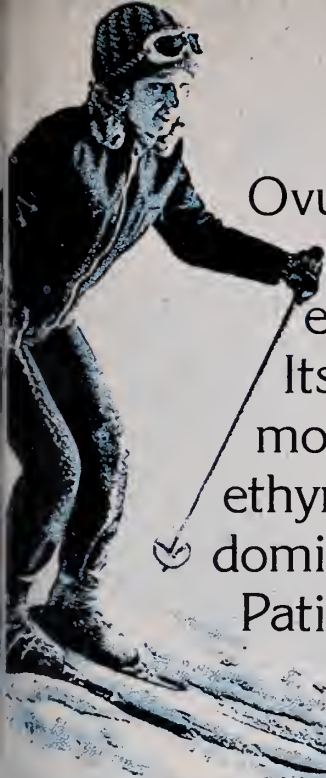 Ovu
e
Its
mo
ethyn
domi
Pati